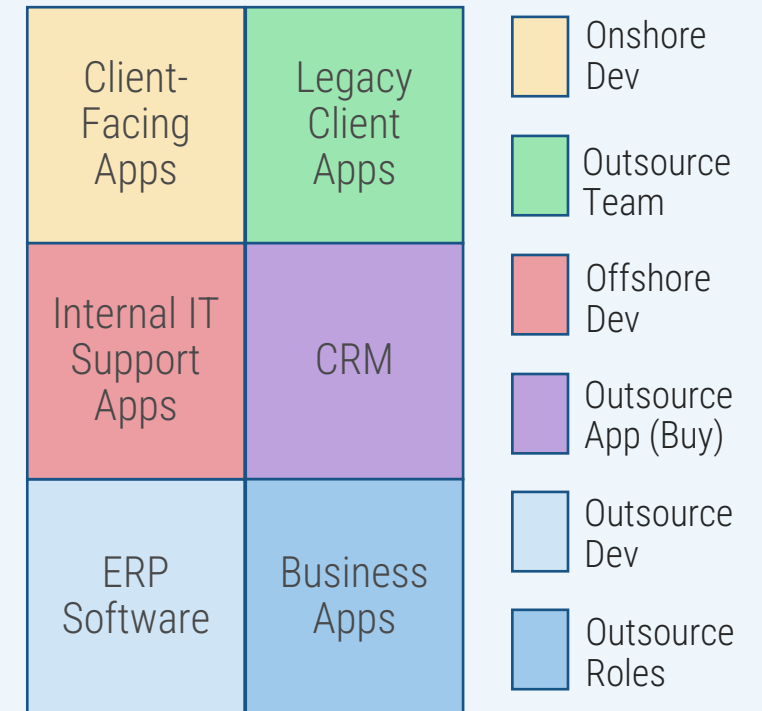 Client-
Facing
Apps
Legacy
Client
Apps
Internal IT
Support
Apps
CRM
ERP
Software
Business
Apps
Onshore
Dev
Outsource
Team
Offshore
Dev
Outsource
App (Buy)
Outsource
Dev
Outsource
Roles